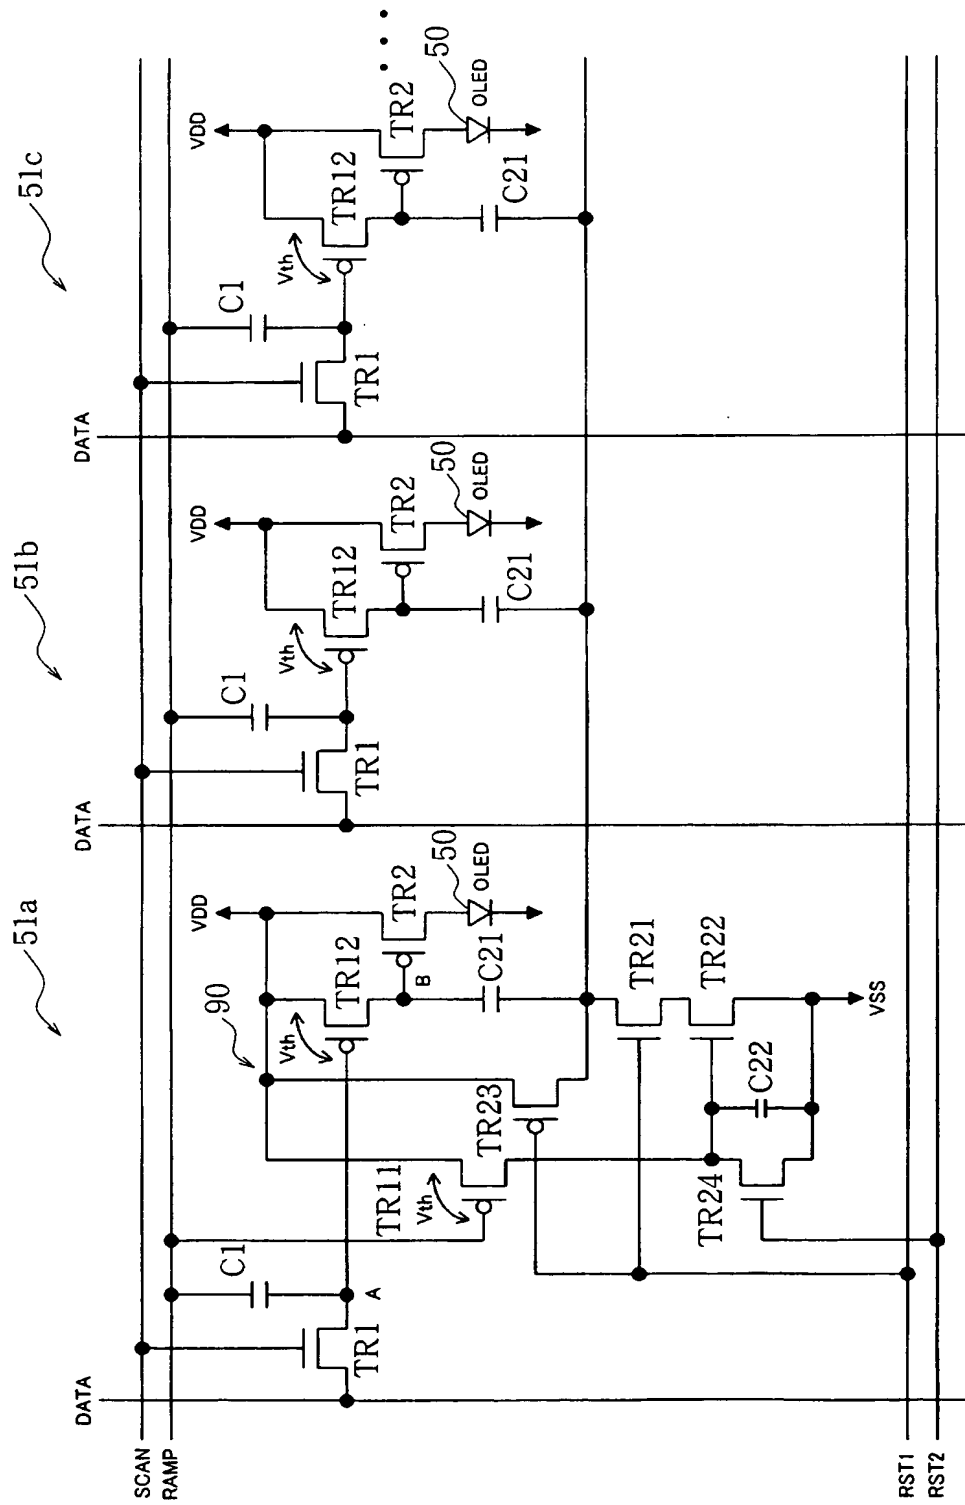 51a
51b
51c
DATA
DATA
DATA
SCAN
RAMP
C1
TR1
A
Vth
TR11
90
Vth
TR12
VDD
TR2
B
50
OLED
TR23
C21
TR21
TR22
TR24
C22
VSS
C1
TR1
Vth
TR12
VDD
TR2
50
OLED
C21
C1
TR1
Vth
TR12
VDD
TR2
50
OLED
C21
RST1
RST2